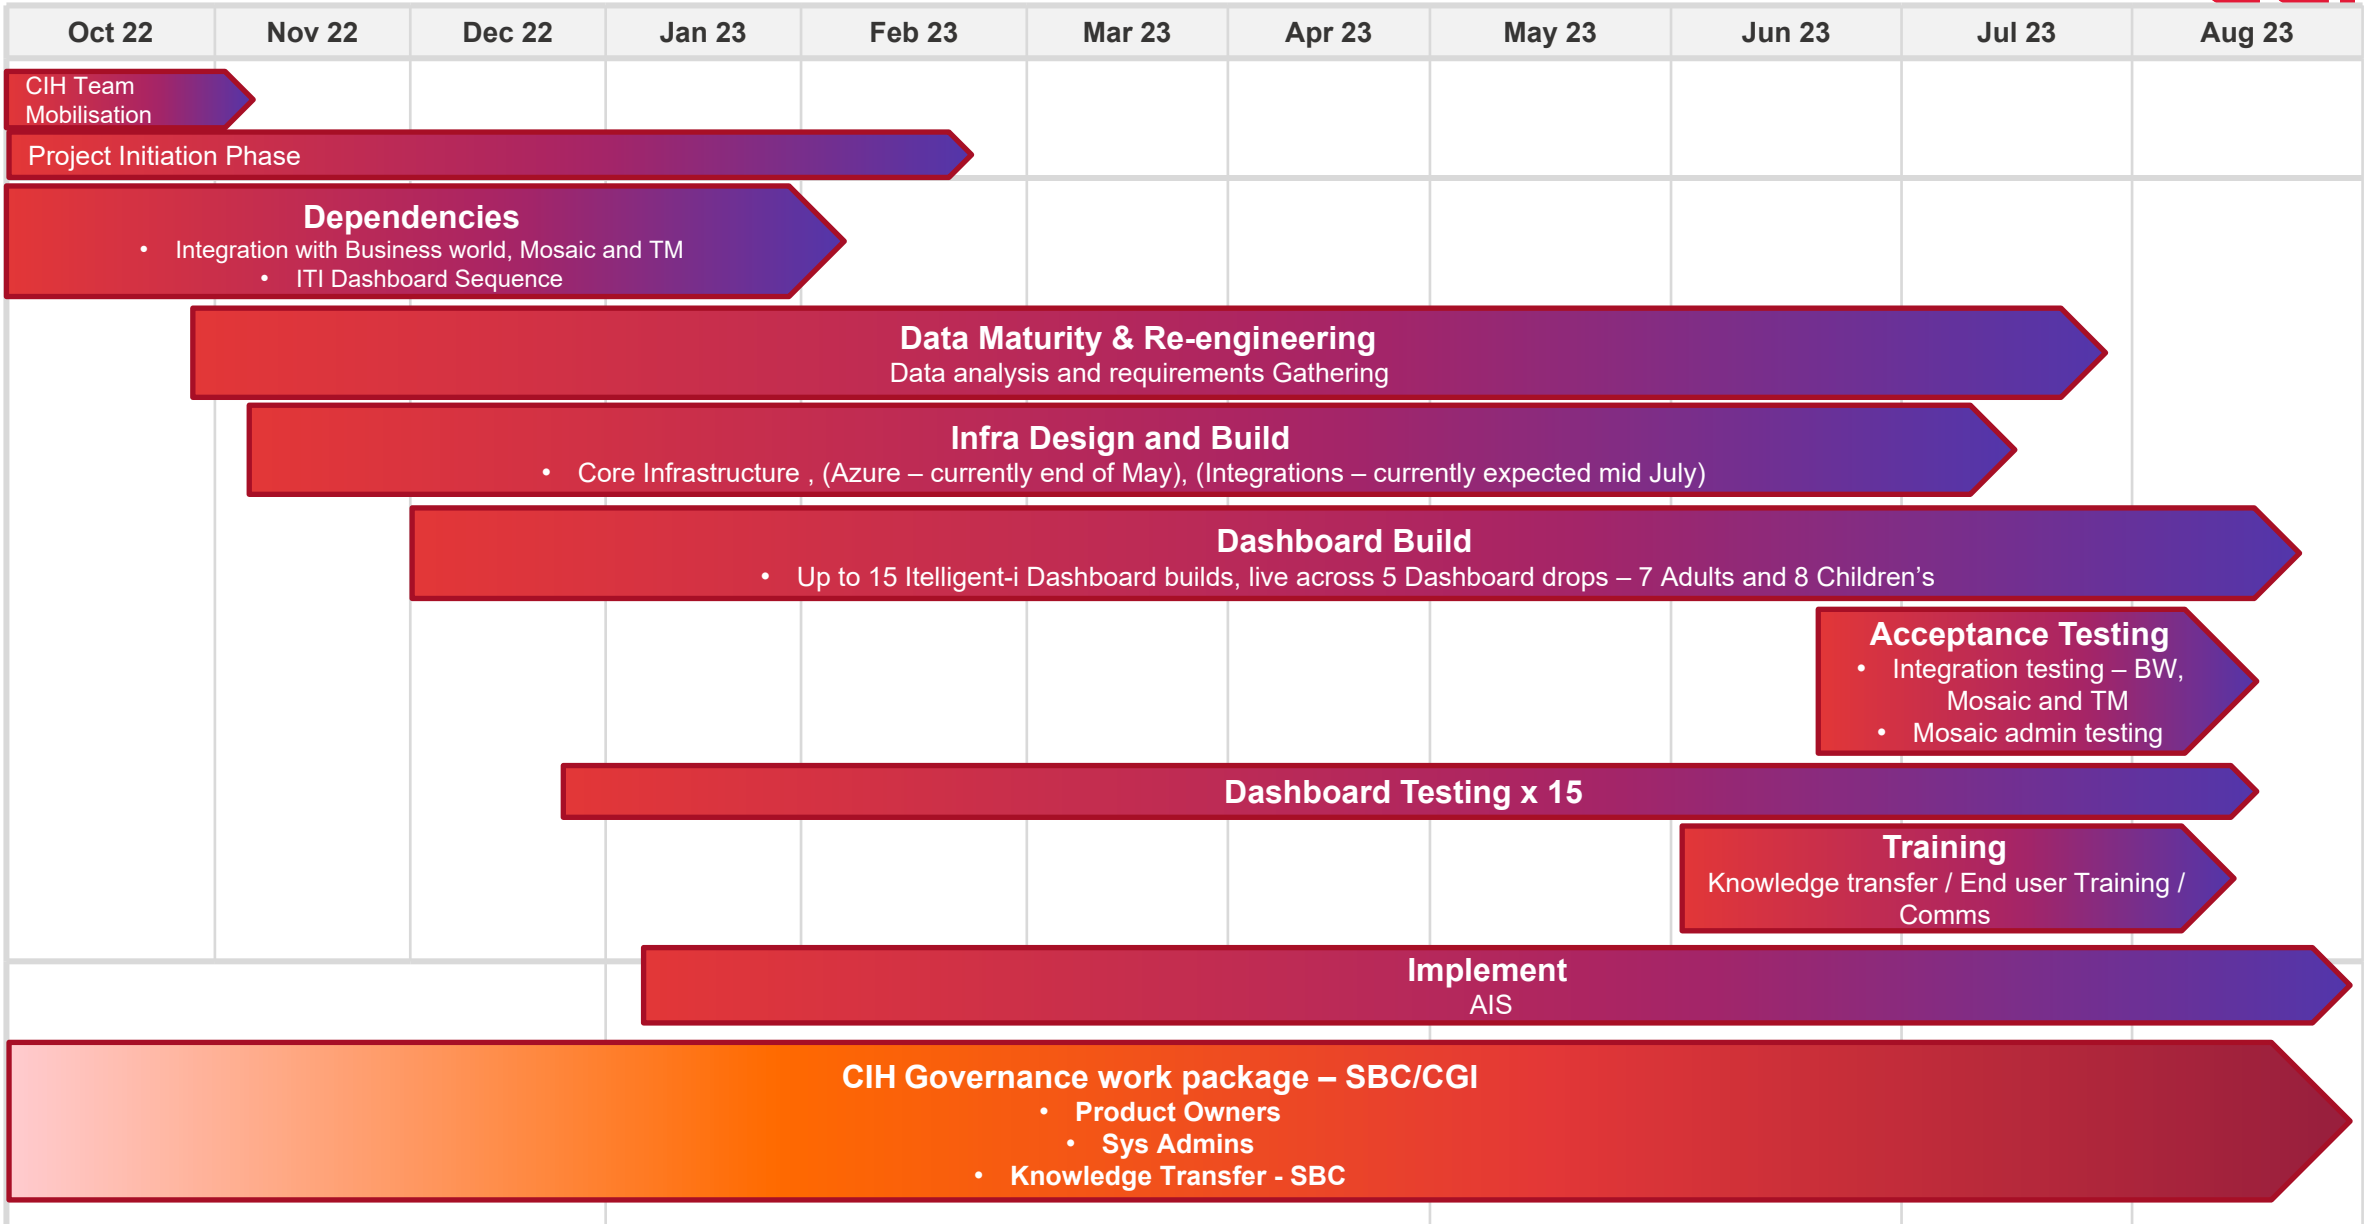 Oct 22 Nov 22 Dec 22 Jan 23 Feb 23 Mar 23 Apr 23 May 23 Jun 23 Jul 23 Aug 23
CIH Team
Mobilisation
Project Initiation Phase
Dependencies
• Integration with Business world, Mosaic and TM
• ITI Dashboard Sequence
Data Maturity & Re-engineering
Data analysis and requirements Gathering
Infra Design and Build
• Core Infrastructure , (Azure – currently end of May), (Integrations – currently expected mid July)
Dashboard Build
• Up to 15 Itelligent-i Dashboard builds, live across 5 Dashboard drops – 7 Adults and 8 Children’s
Acceptance Testing
• Integration testing – BW,
Mosaic and TM
• Mosaic admin testing
Dashboard Testing x 15
Training
Knowledge transfer / End user Training /
Comms
Implement
AIS
CIH Governance work package – SBC/CGI
• Product Owners
• Sys Admins
• Knowledge Transfer - SBC